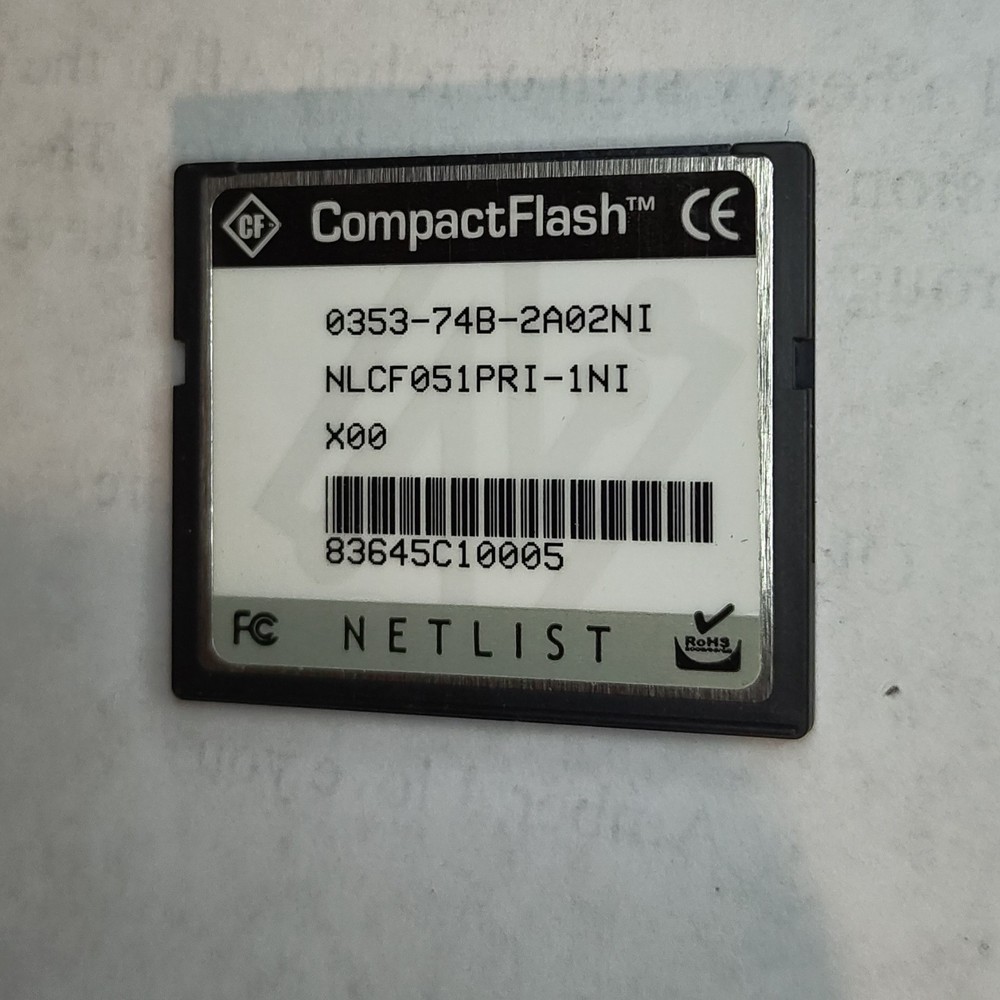 CF CompactFlash™ CE
0353-74B-2A02NI
NLCF051PRI-1NI
X00
83645C10005
FC NETLIST RoHS